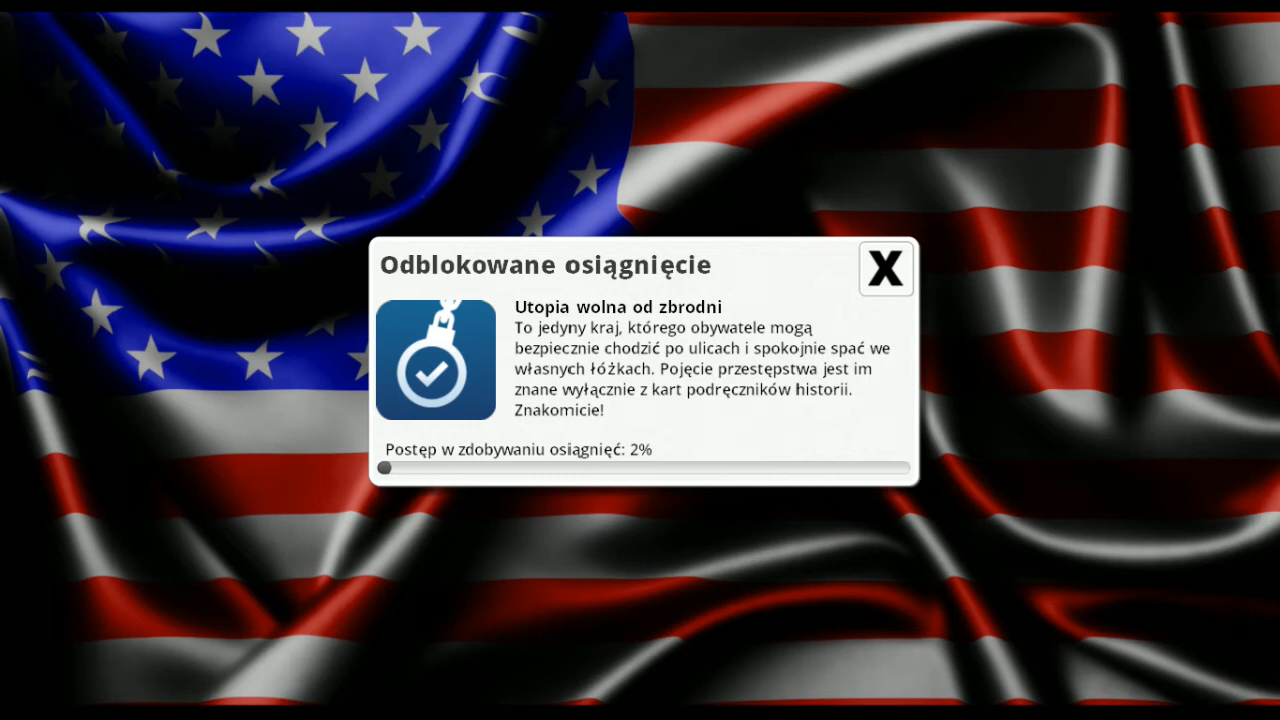 Odblokowane osiągnięcie
X
Utopia wolna od zbrodni
To jedyny kraj, którego obywatele mogą
bezpiecznie chodzić po ulicach i spokojnie spać we
własnych łóżkach. Pojęcie przestępstwa jest im
znane wyłącznie z kart podręczników historii.
Znakomicie!
Postęp w zdobywaniu osiągnięć: 2%